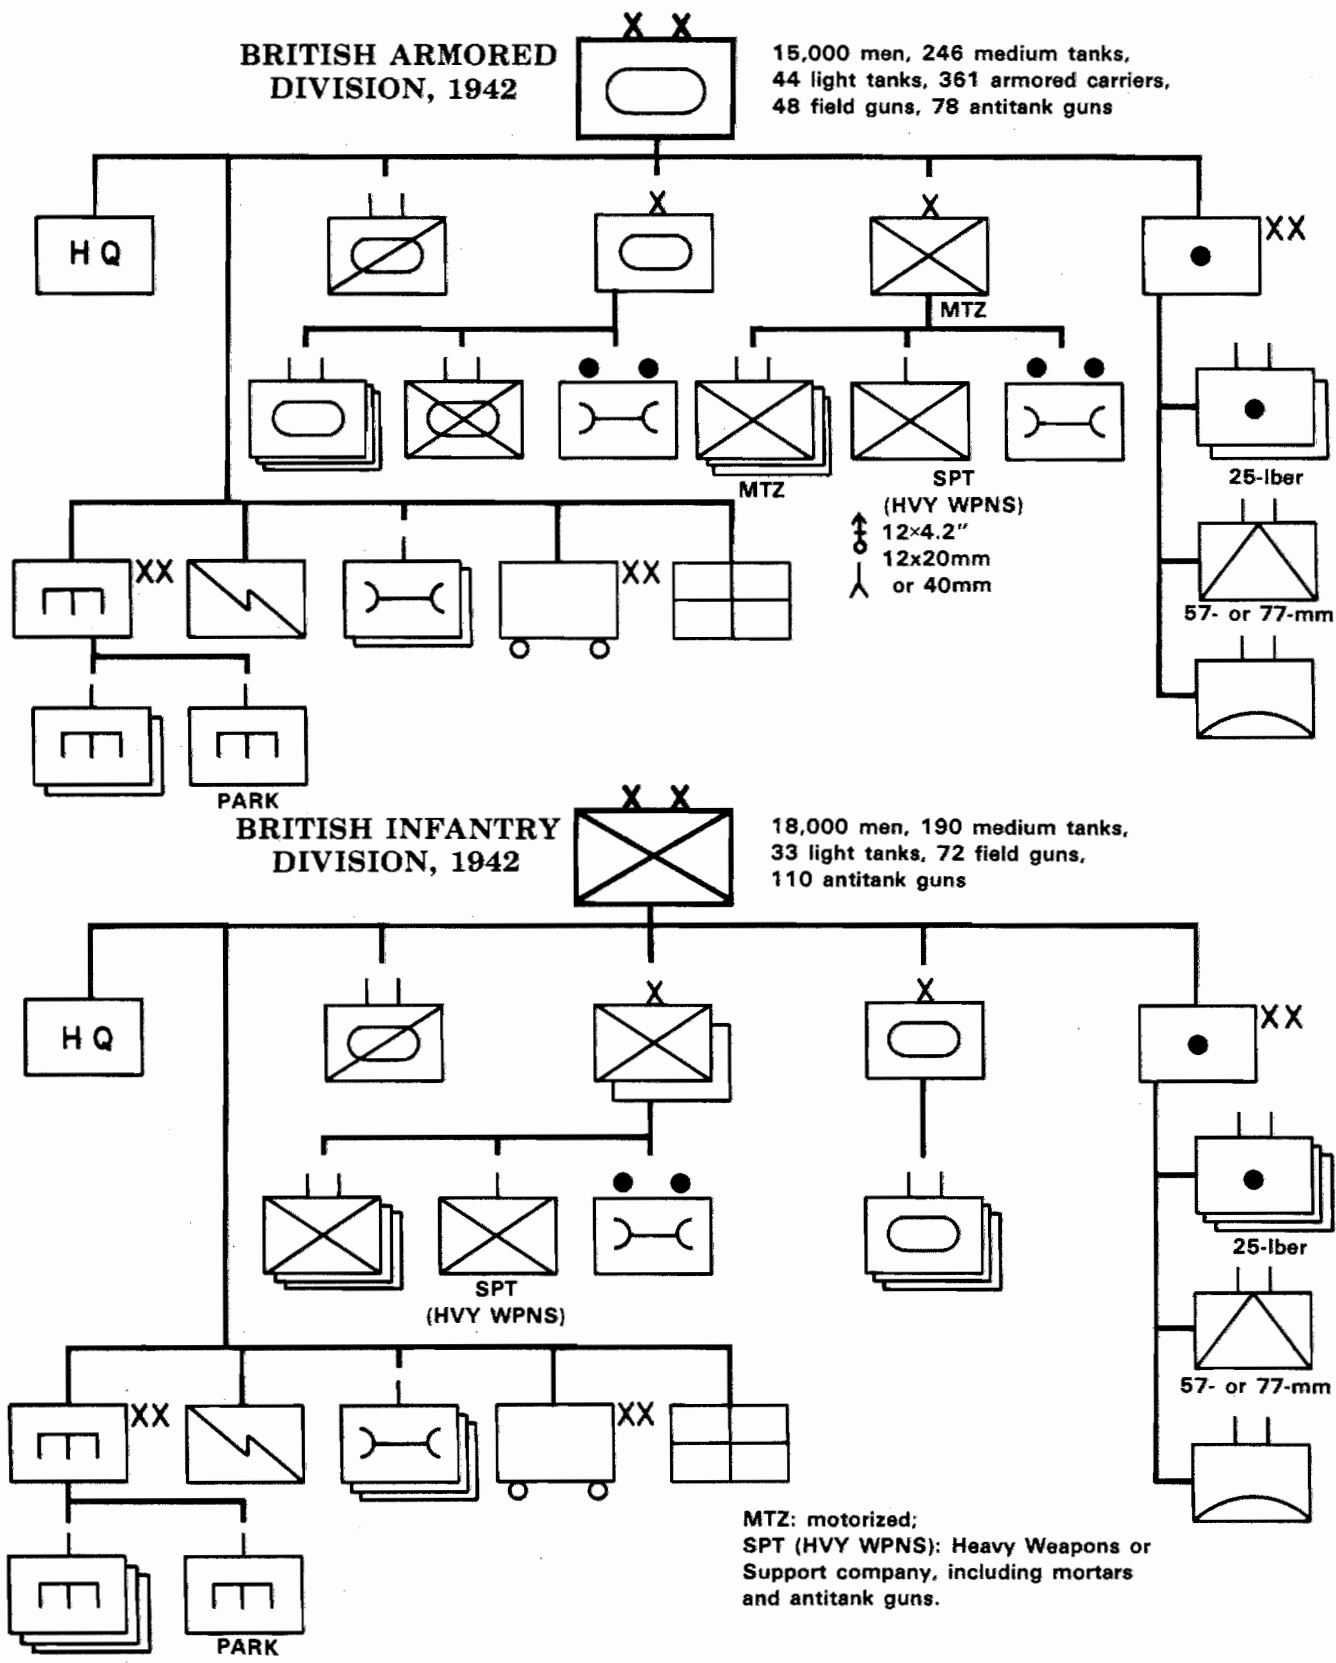 X X
BRITISH ARMORED
DIVISION, 1942
15,000 men, 246 medium tanks,
44 light tanks, 361 armored carriers,
48 field guns, 78 antitank guns
X
X
XX
HQ
MTZ
25-lber
MTZ
SPT
(HVY WPNS)
12×4.2"
12x20mm
or 40mm
XX
XX
57- or 77-mm
PARK
X X
BRITISH INFANTRY
DIVISION, 1942
18,000 men, 190 medium tanks,
33 light tanks, 72 field guns,
110 antitank guns
X
X
XX
HQ
25-lber
SPT
(HVY WPNS)
57- or 77-mm
XX
XX
MTZ: motorized;
SPT (HVY WPNS): Heavy Weapons or
Support company, including mortars
and antitank guns.
PARK